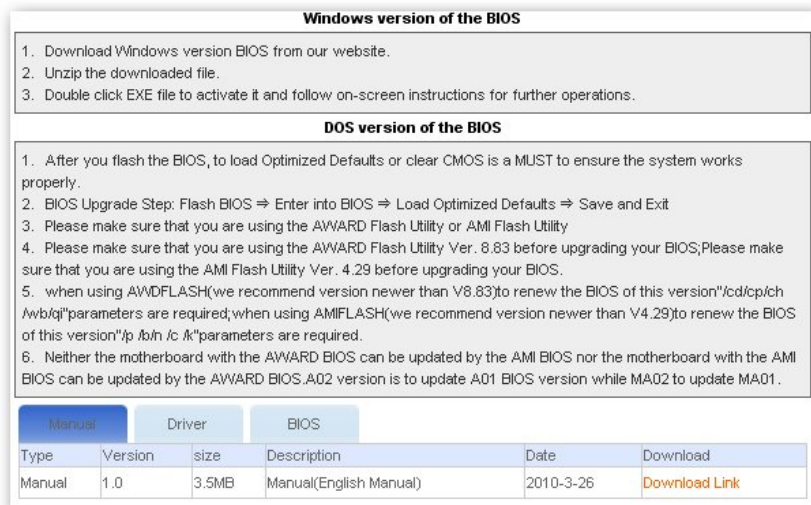 Windows version of the BIOS
1. Download Windows version BIOS from our website.
2. Unzip the downloaded file.
3. Double click EXE file to activate it and follow on-screen instructions for further operations.
DOS version of the BIOS
1. After you flash the BIOS, to load Optimized Defaults or clear CMOS is a MUST to ensure the system works
properly.
2. BIOS Upgrade Step: Flash BIOS ⇒ Enter into BIOS ⇒ Load Optimized Defaults ⇒ Save and Exit
3. Please make sure that you are using the AWARD Flash Utility or AMI Flash Utility
4. Please make sure that you are using the AWARD Flash Utility Ver. 8.83 before upgrading your BIOS;Please make
sure that you are using the AMI Flash Utility Ver. 4.29 before upgrading your BIOS.
5. when using AWDFLASH(we recommend version newer than V8.83)to renew the BIOS of this version"/cd/cp/ch
/wb/qi"parameters are required;when using AMIFLASH(we recommend version newer than V4.29)to renew the BIOS
of this version"/p /b/n /c /k"parameters are required.
6. Neither the motherboard with the AWARD BIOS can be updated by the AMI BIOS nor the motherboard with the AMI
BIOS can be updated by the AWARD BIOS.A02 version is to update A01 BIOS version while MA02 to update MA01.
Manual Driver BIOS
Type Version size Description Date Download
Manual 1.0 3.5MB Manual(English Manual) 2010-3-26 Download Link